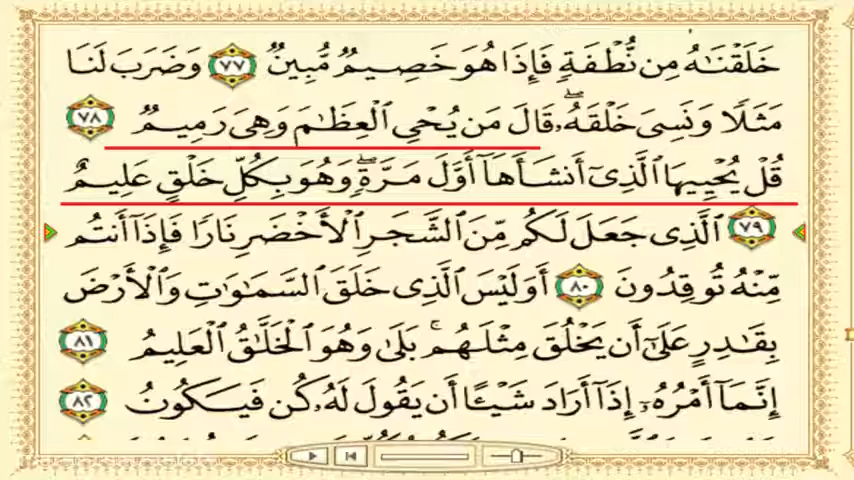 خَلَقْنَـٰهُ مِن نُّطْفَةٍ فَإِذَا هُوَ خَصِيمٌ مُّبِينٌ ٧٧ وَضَرَبَ لَنَا
مَثَلًا وَنَسِىَ خَلْقَهُۥ ۖ قَالَ مَن يُحْىِ ٱلْعِظَـٰمَ وَهِىَ رَمِيمٌ ٧٨
قُلْ يُحْيِيهَا ٱلَّذِىٓ أَنشَأَهَآ أَوَّلَ مَرَّةٍ ۖ وَهُوَ بِكُلِّ خَلْقٍ عَلِيمٌ
٧٩ ٱلَّذِى جَعَلَ لَكُم مِّنَ ٱلشَّجَرِ ٱلْأَخْضَرِ نَارًا فَإِذَآ أَنتُم
مِّنْهُ تُوقِدُونَ ٨٠ أَوَلَيْسَ ٱلَّذِى خَلَقَ ٱلسَّمَـٰوَٰتِ وَٱلْأَرْضَ
بِقَـٰدِرٍ عَلَىٰٓ أَن يَخْلُقَ مِثْلَهُم ۚ بَلَىٰ وَهُوَ ٱلْخَلَّـٰقُ ٱلْعَلِيمُ ٨١
إِنَّمَآ أَمْرُهُۥٓ إِذَآ أَرَادَ شَيْـًٔا أَن يَقُولَ لَهُۥ كُن فَيَكُونُ ٨٢